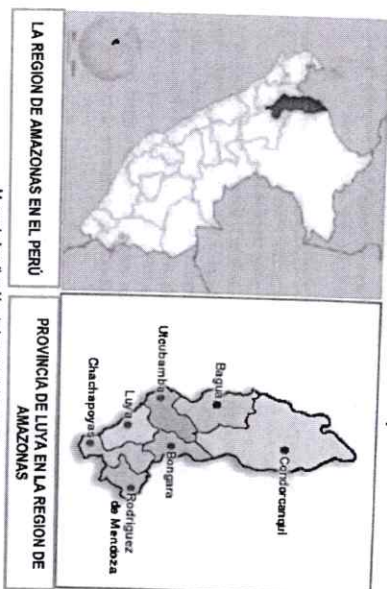 LA REGION DE AMAZONAS EN EL PERÚ
Condorcanqui
Bagua
Utcubamba
Bongara
Luya
Rodriguez
de Mendoza
Chachapoyas
PROVINCIA DE LUYA EN LA REGION DE
AMAZONAS